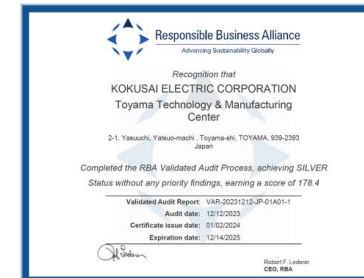 Responsible Business Alliance
Advancing Sustainability Globally
Recognition that
KOKUSAI ELECTRIC CORPORATION
Toyama Technology & Manufacturing
Center
2-1, Yasuuchi, Yatsuo-machi , Toyama-shi, TOYAMA, 939-2393
Japan
Completed the RBA Validated Audit Process, achieving SILVER
Status without any priority findings, earning a score of 178.4
Validated Audit Report: VAR-20231212-JP-01A01-1
Audit date: 12/12/2023
Certificate issue date: 01/02/2024
Expiration date: 12/14/2025
Robert F. Lederer
CEO, RBA